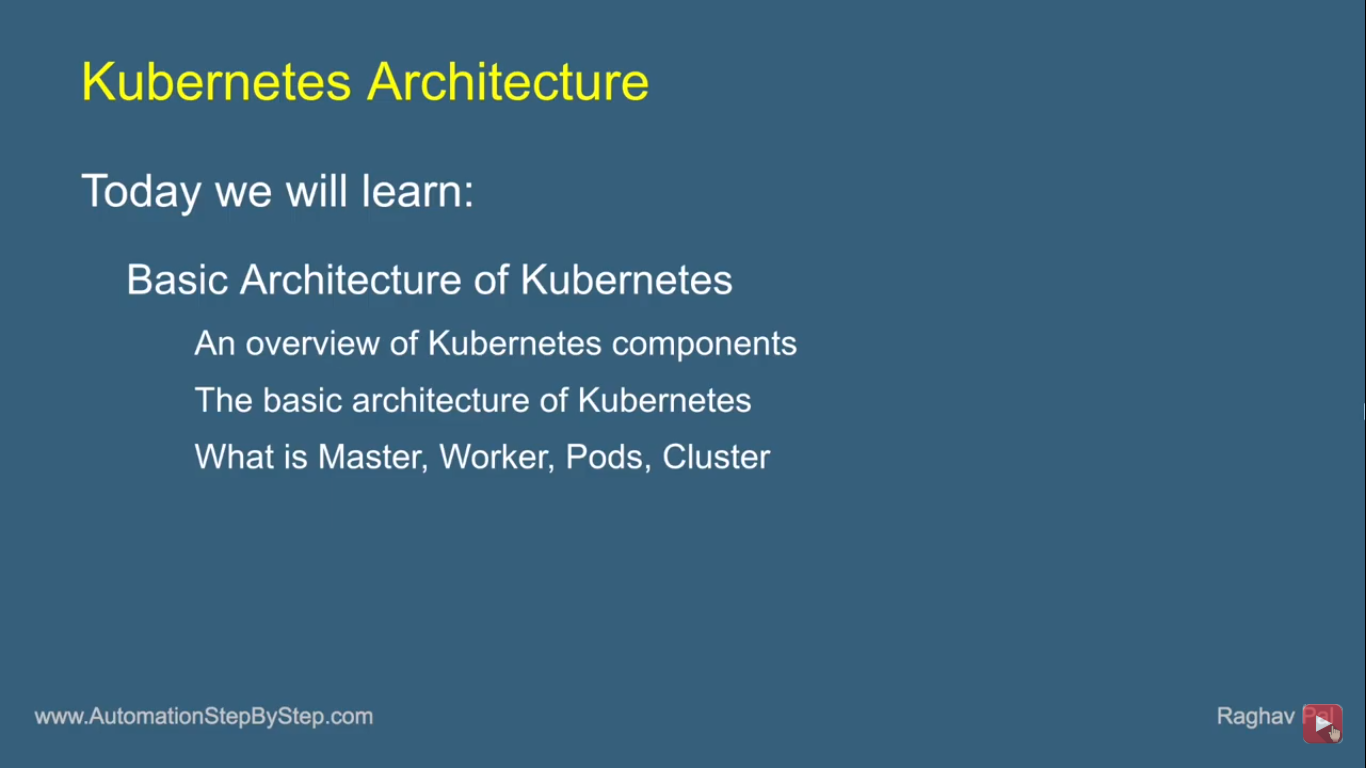 Kubernetes Architecture
Today we will learn:
Basic Architecture of Kubernetes
An overview of Kubernetes components
The basic architecture of Kubernetes
What is Master, Worker, Pods, Cluster
www.AutomationStepByStep.com
Raghav Pal